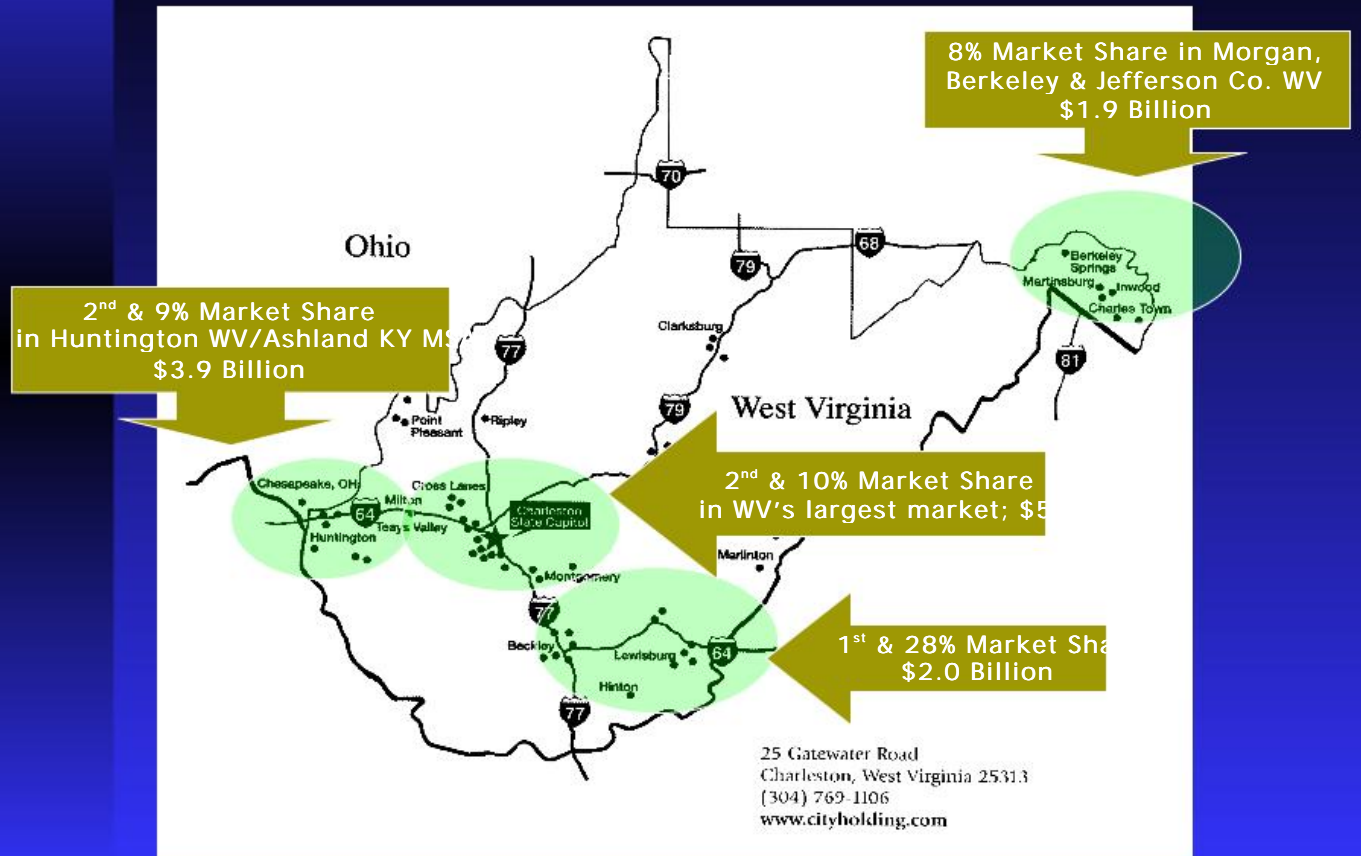 8% Market Share in Morgan,
Berkeley & Jefferson Co. WV
$1.9 Billion
70
Ohio
68
79
Berkeley
Springs
Martinsburg
Inwood
Charles Town
2nd & 9% Market Share
in Huntington WV/Ashland KY MS
$3.9 Billion
Clarksburg
77
81
79
West Virginia
Point
Pleasant
Ripley
2nd & 10% Market Share
in WV's largest market; $5
Chesapeake, OH
Cross Lanes
Milton
64
Teays Valley
Charleston
State Capitol
Huntington
Marlinton
Montgomery
77
Beckley
Lewisburg
64
1st & 28% Market Sha
$2.0 Billion
Hinton
77
25 Gatewater Road
Charleston, West Virginia 25313
(304) 769-1106
www.cityholding.com